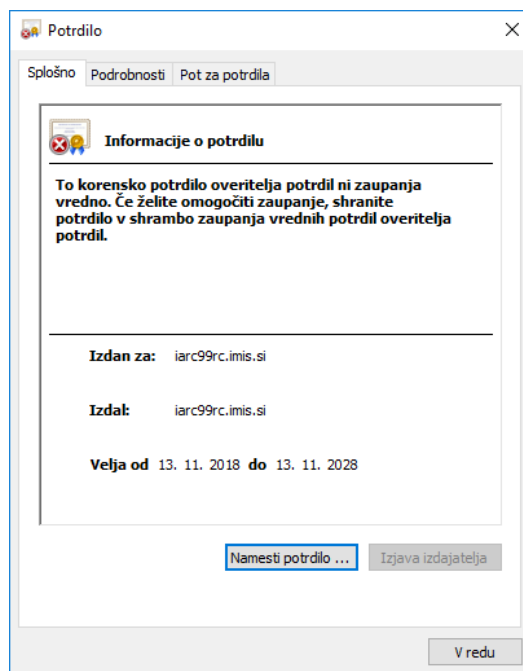 Potrdilo
Splošno Podrobnosti Pot za potrdila
Informacije o potrdilu
To korensko potrdilo overitelja potrdil ni zaupanja
vredno. Če želite omogočiti zaupanje, shranite
potrdilo v shrambo zaupanja vrednih potrdil overitelja
potrdil.
Izdan za: iarc99rc.imis.si
Izdal: iarc99rc.imis.si
Velja od 13. 11. 2018 do 13. 11. 2028
Namesti potrdilo ... Izjava izdajatelja
V redu